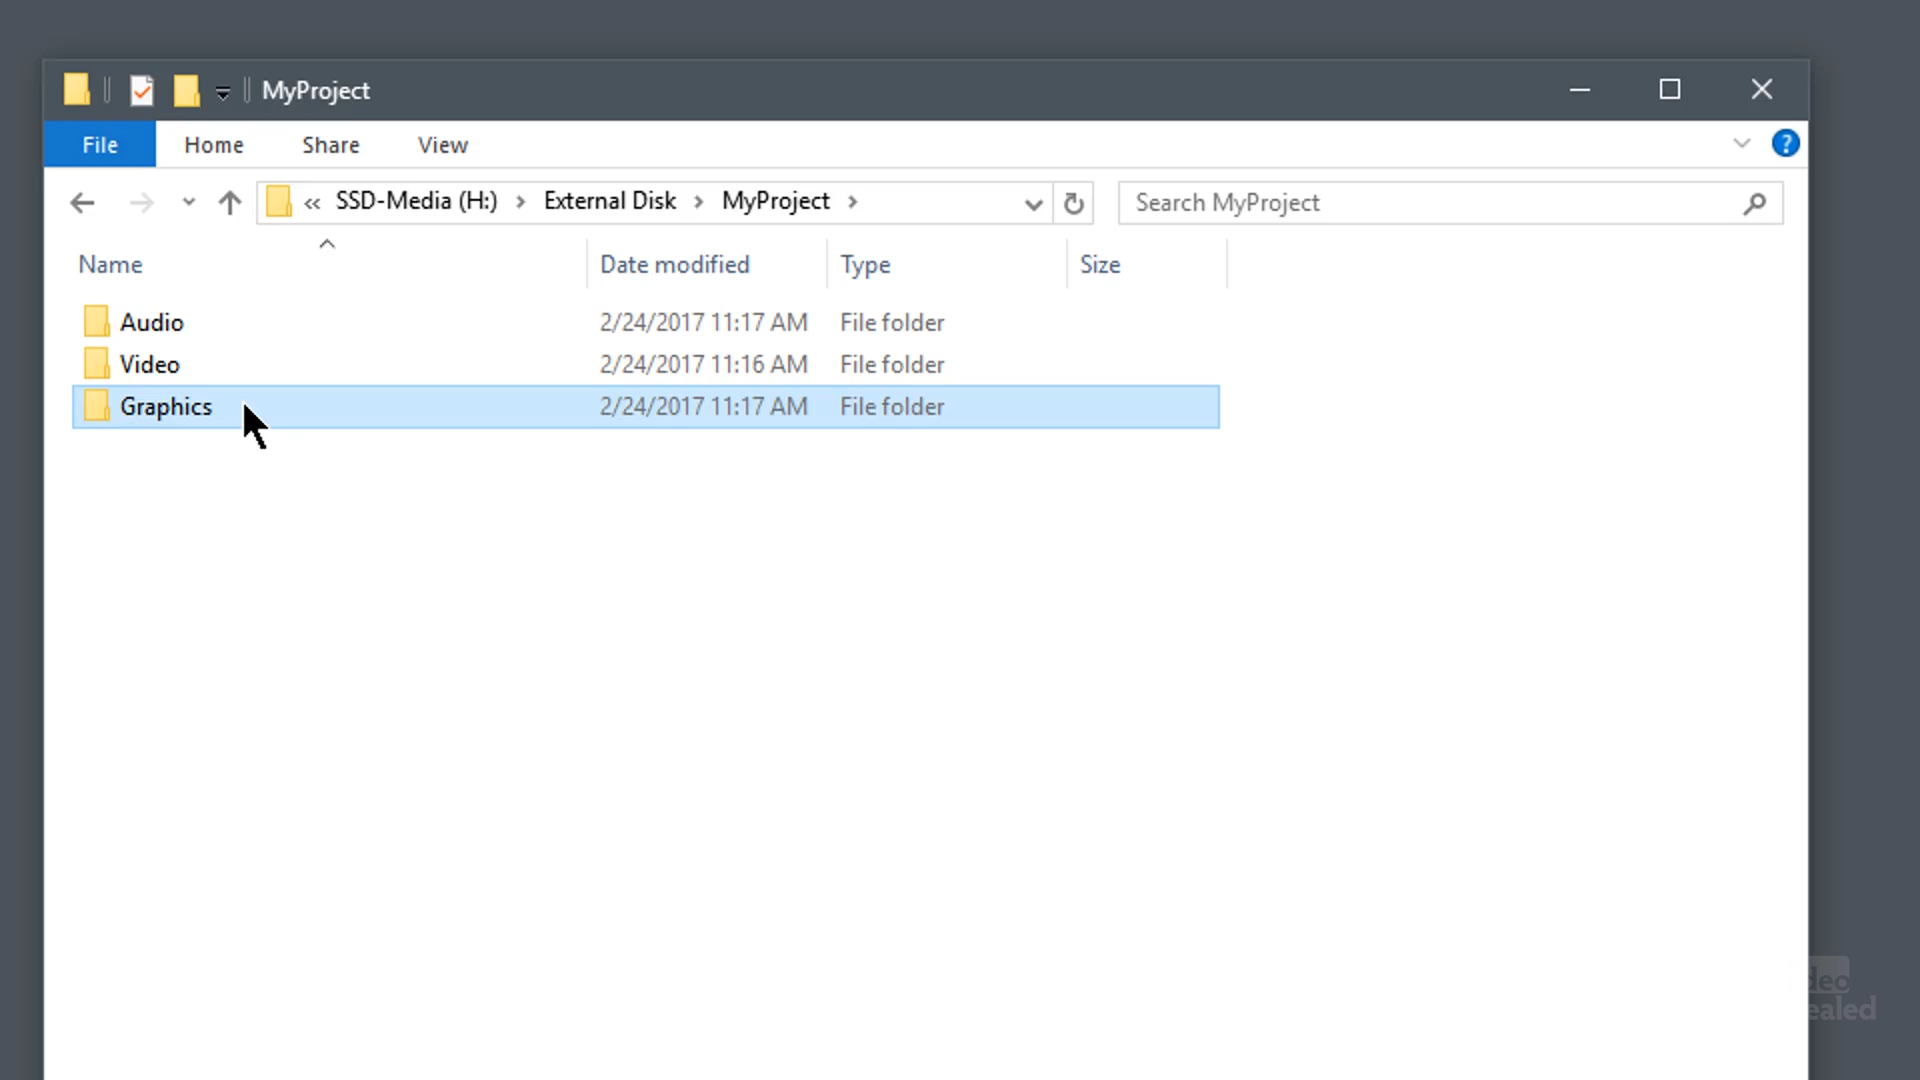 MyProject
File Home Share View
« SSD-Media (H:) › External Disk › MyProject › Search MyProject
Name Date modified Type Size
Audio 2/24/2017 11:17 AM File folder
Video 2/24/2017 11:16 AM File folder
Graphics 2/24/2017 11:17 AM File folder
deo
ealed